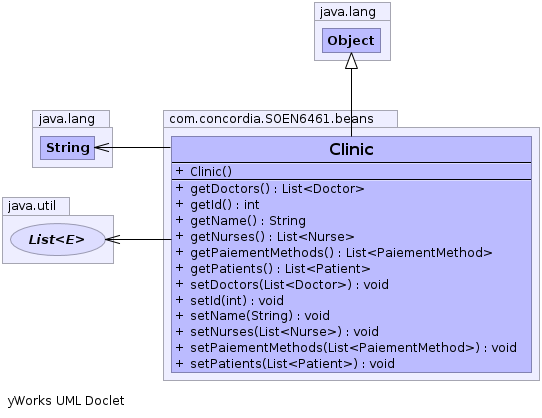 java.lang
Object
java.lang
String
com.concordia.SOEN6461.beans
Clinic
+ Clinic()
+ getDoctors() : List<Doctor>
+ getId() : int
+ getName() : String
+ getNurses() : List<Nurse>
+ getPaiementMethods() : List<PaiementMethod>
+ getPatients() : List<Patient>
+ setDoctors(List<Doctor>) : void
+ setId(int) : void
+ setName(String) : void
+ setNurses(List<Nurse>) : void
+ setPaiementMethods(List<PaiementMethod>) : void
+ setPatients(List<Patient>) : void
java.util
List<E>
yWorks UML Doclet